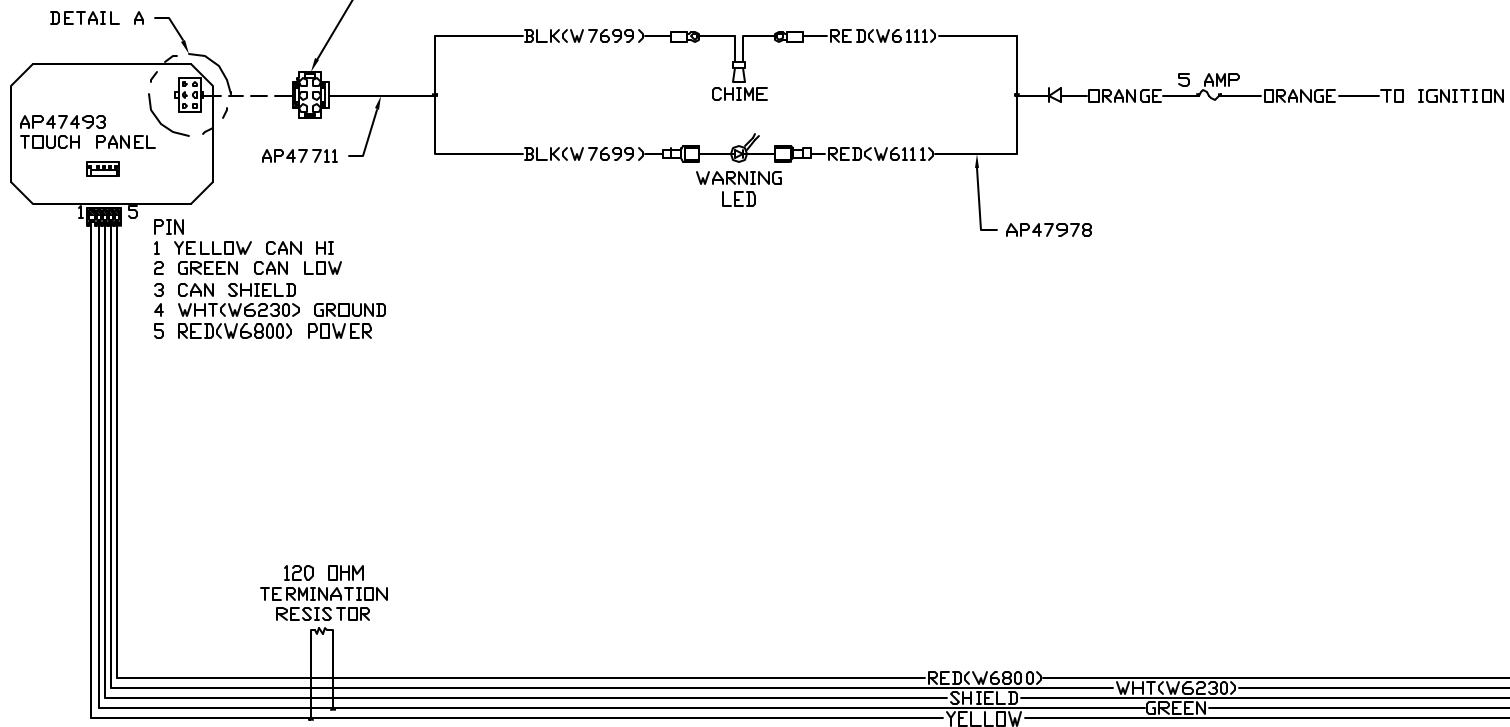 DETAIL A
BLK(W7699)
RED(W6111)
CHIME
5 AMP
ORANGE
ORANGE
TO IGNITION
AP47493
TOUCH PANEL
AP47711
BLK(W7699)
RED(W6111)
WARNING
LED
AP47978
1
5
PIN
1 YELLOW CAN HI
2 GREEN CAN LOW
3 CAN SHIELD
4 WHT(W6230) GROUND
5 RED(W6800) POWER
120 OHM
TERMINATION
RESISTOR
RED(W6800)
WHT(W6230)
SHIELD
GREEN
YELLOW